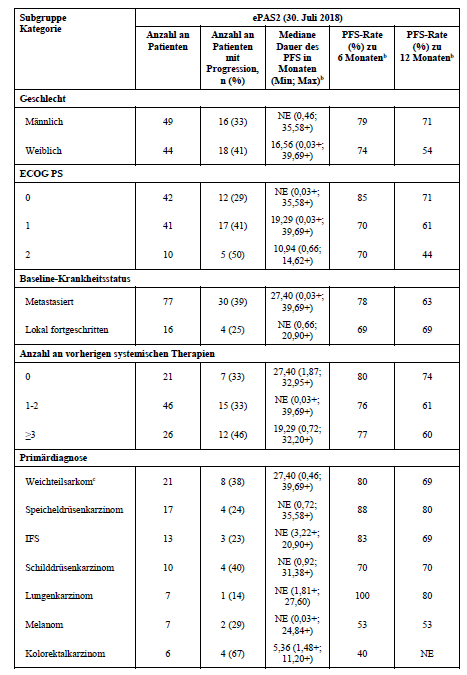 Subgruppe Kategorie ePAS2 (30. Juli 2018)
Anzahl an Patienten Anzahl an Patienten mit Progression, n (%) Mediane Dauer des PFS in Monaten (Min; Max)ᵇ PFS-Rate (%) zu 6 Monatenᵇ PFS-Rate (%) zu 12 Monatenᵇ
Geschlecht
Männlich 49 16 (33) NE (0,46; 35,58+) 79 71
Weiblich 44 18 (41) 16,56 (0,03+; 39,69+) 74 54
ECOG PS
0 42 12 (29) NE (0,03+; 35,58+) 85 71
1 41 17 (41) 19,29 (0,03+; 39,69+) 70 61
2 10 5 (50) 10,94 (0,66; 14,62+) 70 44
Baseline-Krankheitsstatus
Metastasiert 77 30 (39) 27,40 (0,03+; 39,69+) 78 63
Lokal fortgeschritten 16 4 (25) NE (0,66; 20,90+) 69 69
Anzahl an vorherigen systemischen Therapien
0 21 7 (33) 27,40 (1,87; 32,95+) 80 74
1-2 46 15 (33) NE (0,03+; 39,69+) 76 61
≥3 26 12 (46) 19,29 (0,72; 32,20+) 77 60
Primärdiagnose
Weichteilsarkomᶜ 21 8 (38) 27,40 (0,46; 39,69+) 80 69
Speicheldrüsenkarzinom 17 4 (24) NE (0,72; 35,58+) 88 80
IFS 13 3 (23) NE (3,22+; 20,90+) 83 69
Schilddrüsenkarzinom 10 4 (40) NE (0,92; 31,38+) 70 70
Lungenkarzinom 7 1 (14) NE (1,81+; 27,60) 100 80
Melanom 7 2 (29) NE (0,03+; 24,84+) 53 53
Kolorektalkarzinom 6 4 (67) 5,36 (1,48+; 11,20+) 40 NE